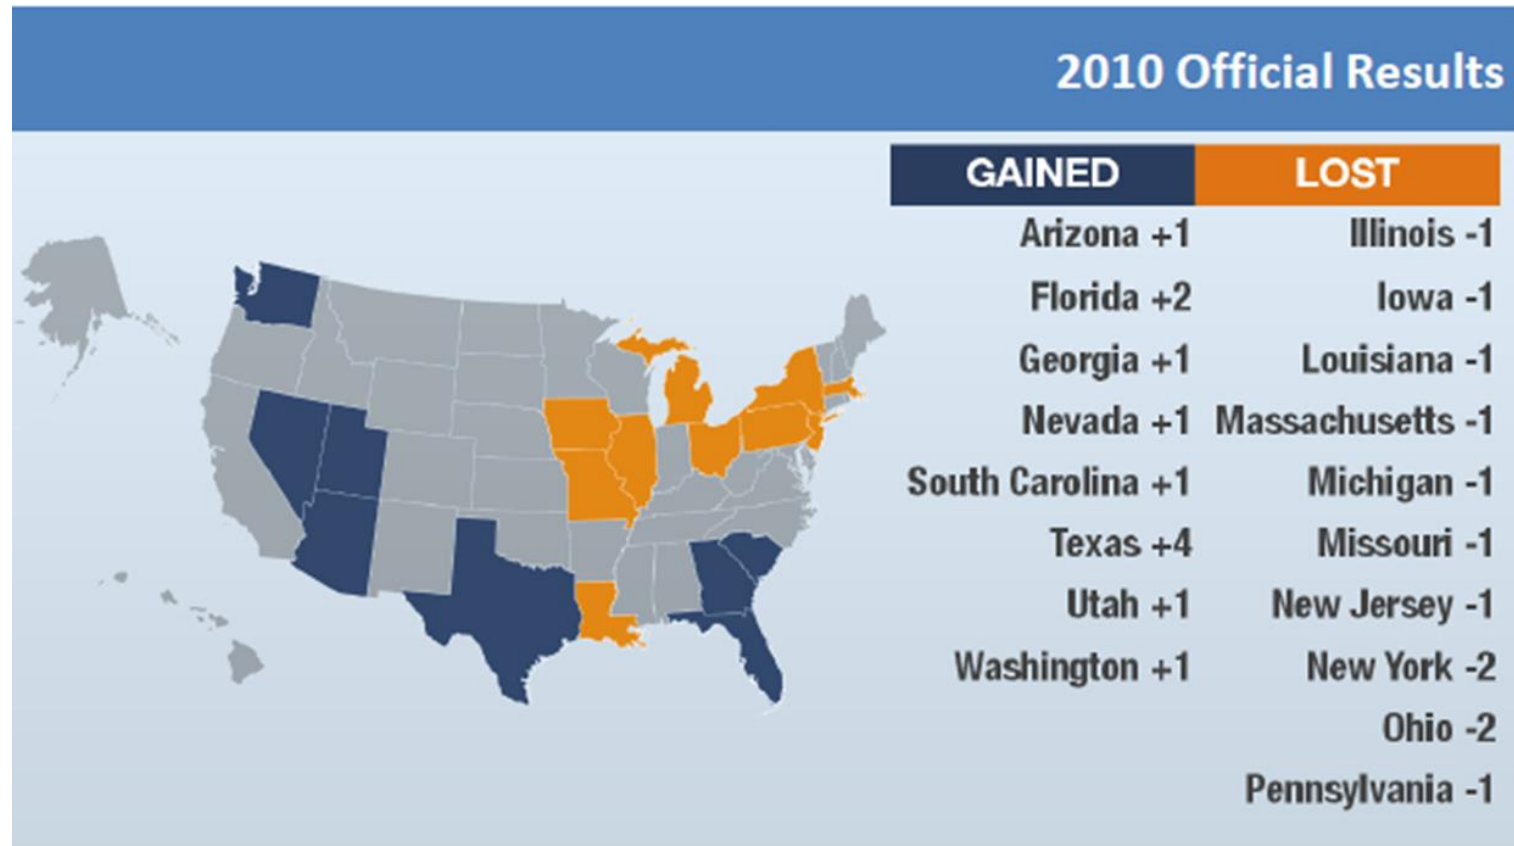 2010 Official Results
GAINED LOST
Arizona +1 Illinois -1
Florida +2 Iowa -1
Georgia +1 Louisiana -1
Nevada +1 Massachusetts -1
South Carolina +1 Michigan -1
Texas +4 Missouri -1
Utah +1 New Jersey -1
Washington +1 New York -2
Ohio -2
Pennsylvania -1